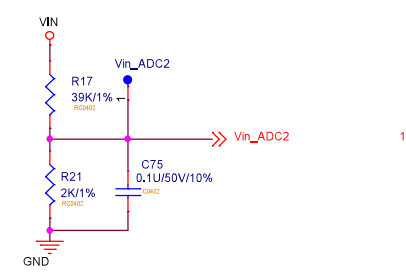 VIN
Vin_ADC2
R17
39K/1%
RC0402
1
Vin_ADC2
1
C75
0.1U/50V/10%
C0402
R21
2K/1%
RC0402
GND